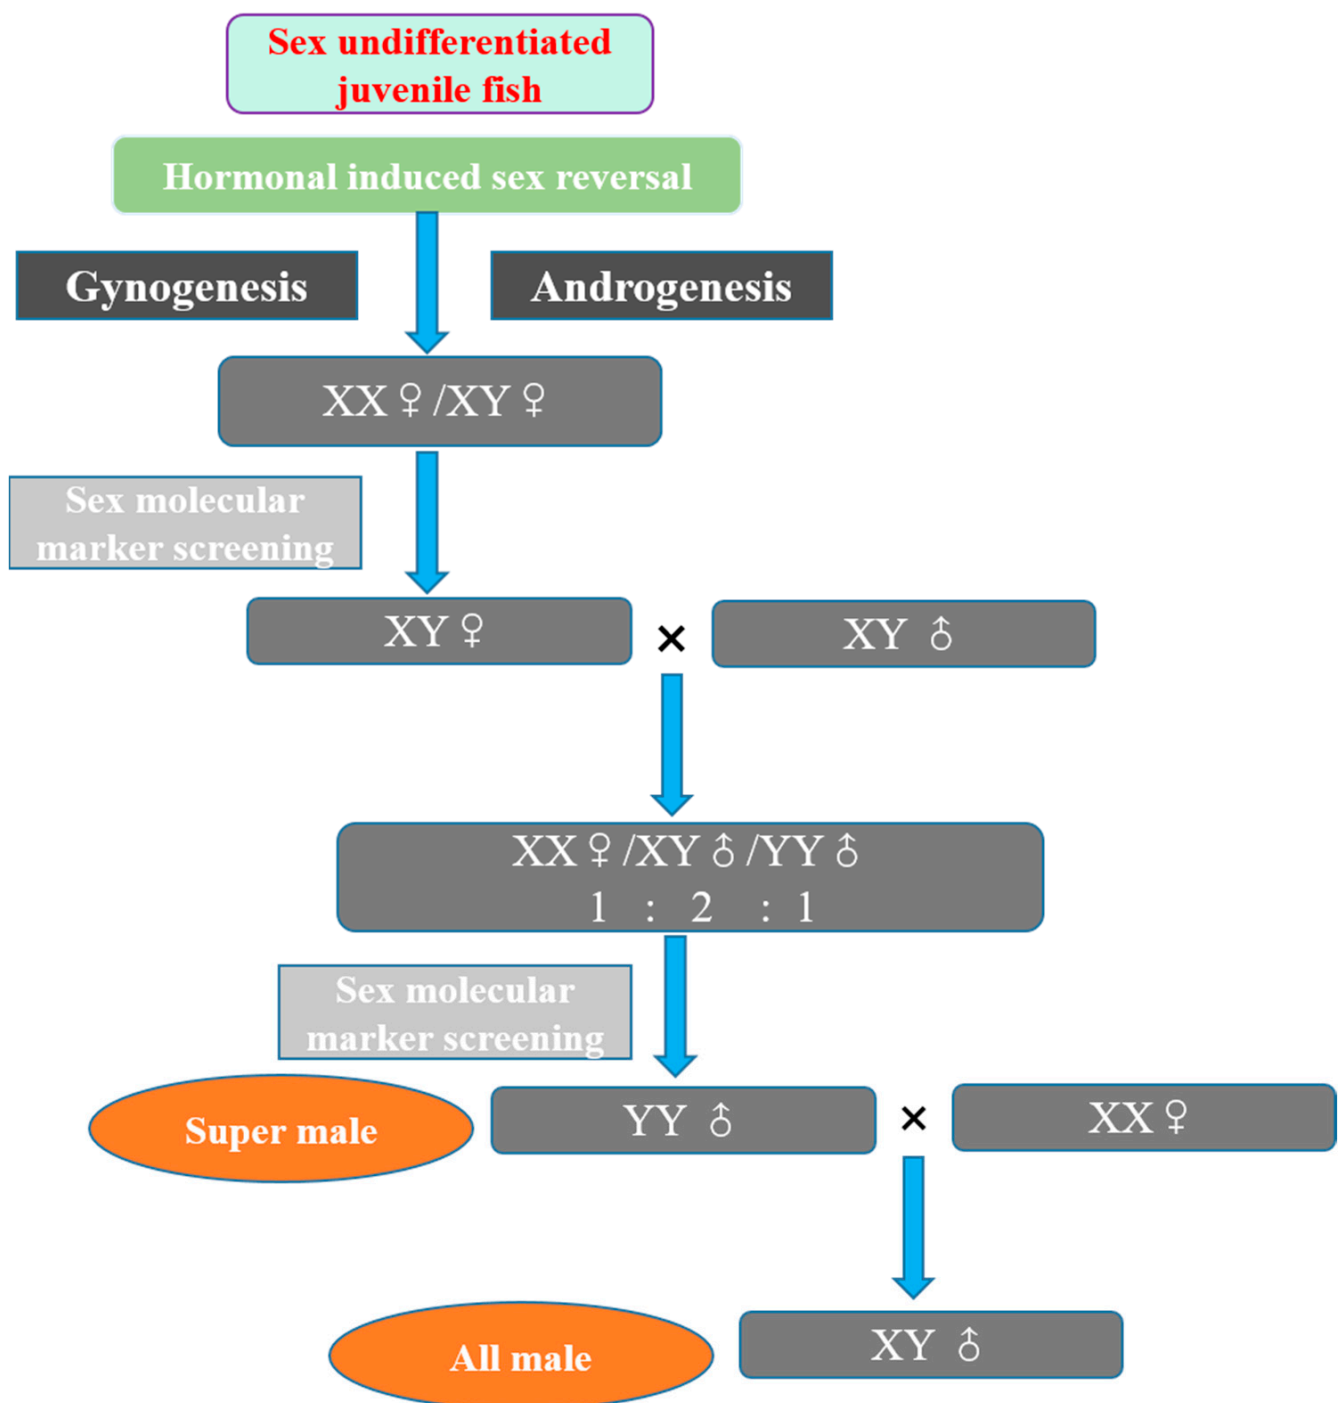 Sex undifferentiated
juvenile fish
Hormonal induced sex reversal
Gynogenesis
Androgenesis
XX♀/XY♀
Sex molecular
marker screening
XY♀
×
XY ♂
XX♀/XY♂/YY♂
1 : 2 : 1
Sex molecular
marker screening
Super male
YY ♂
×
XX♀
All male
XY ♂